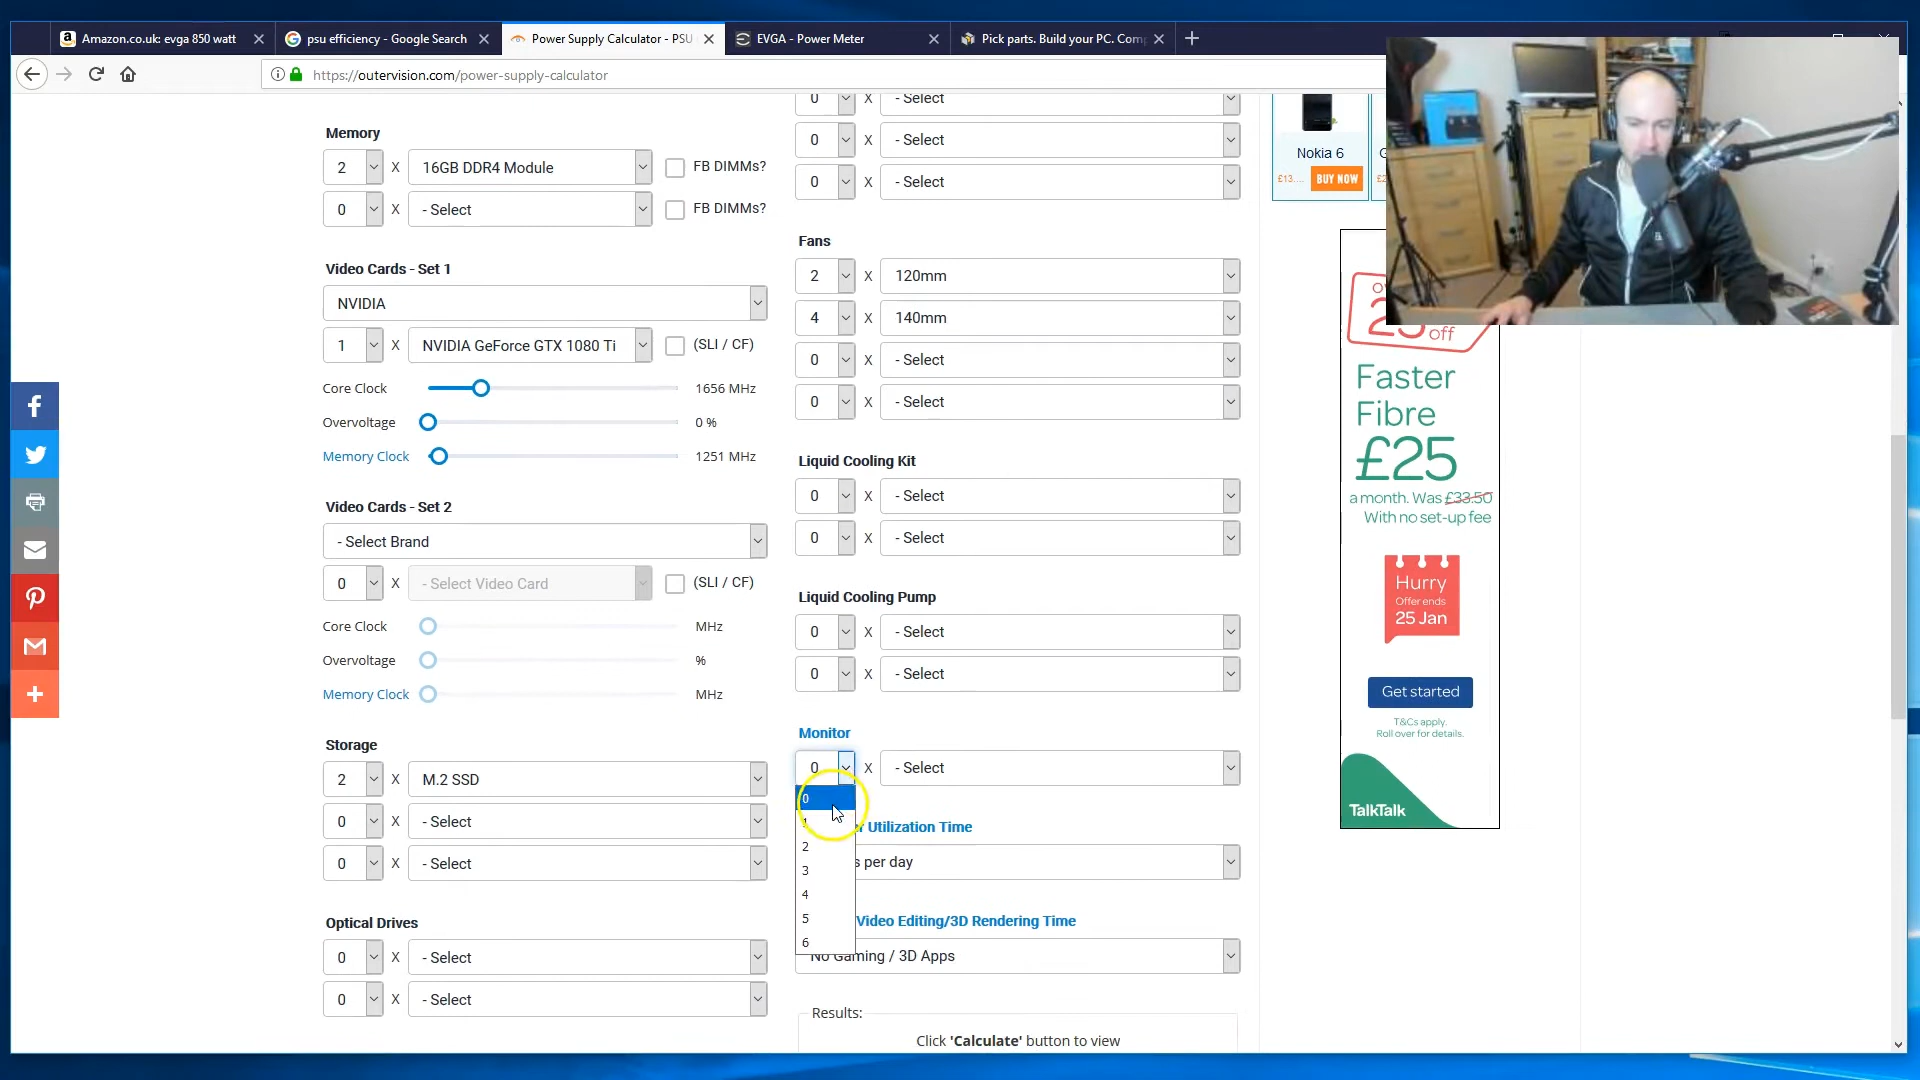 Amazon.co.uk: evga 850 watt
psu efficiency - Google Search
Power Supply Calculator - PSU
EVGA - Power Meter
Pick parts. Build your PC. Com
https://outervision.com/power-supply-calculator
Memory
2 X 16GB DDR4 Module FB DIMMs?
0 X - Select FB DIMMs?
Video Cards - Set 1
NVIDIA
1 X NVIDIA GeForce GTX 1080 Ti (SLI / CF)
Core Clock 1656 MHz
Overvoltage 0 %
Memory Clock 1251 MHz
Video Cards - Set 2
- Select Brand
0 X - Select Video Card (SLI / CF)
Core Clock MHz
Overvoltage %
Memory Clock MHz
Storage
2 X M.2 SSD
0 X - Select
0 X - Select
Optical Drives
0 X - Select
0 X - Select
0 X - Select
0 X - Select
0 X - Select
Fans
2 X 120mm
4 X 140mm
0 X - Select
0 X - Select
Liquid Cooling Kit
0 X - Select
0 X - Select
Liquid Cooling Pump
0 X - Select
0 X - Select
Monitor
0 X - Select
0
1
2
3
4
5
6
Utilization Time
per day
Video Editing/3D Rendering Time
No Gaming / 3D Apps
Results:
Click 'Calculate' button to view
Nokia 6
£13.... BUY NOW
off
Faster
Fibre
£25
a month. Was £33.50
With no set-up fee
Hurry
Offer ends
25 Jan
Get started
T&Cs apply.
Roll over for details.
TalkTalk